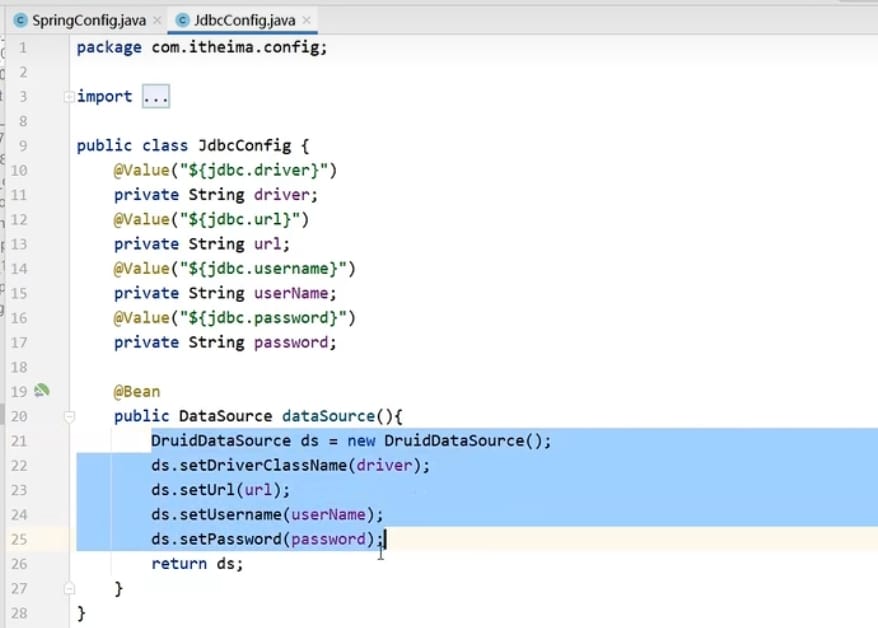 SpringConfig.java × JdbcConfig.java ×
1 package com.itheima.config;
2
3 import ...
8
9 public class JdbcConfig {
10 @Value("${jdbc.driver}")
11 private String driver;
12 @Value("${jdbc.url}")
13 private String url;
14 @Value("${jdbc.username}")
15 private String userName;
16 @Value("${jdbc.password}")
17 private String password;
18
19 @Bean
20 public DataSource dataSource(){
21 DruidDataSource ds = new DruidDataSource();
22 ds.setDriverClassName(driver);
23 ds.setUrl(url);
24 ds.setUsername(userName);
25 ds.setPassword(password);
26 return ds;
27 }
28 }